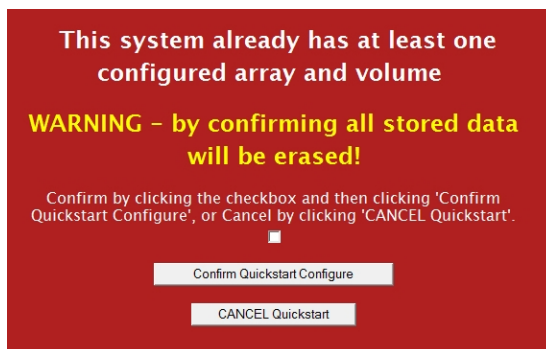 This system already has at least one
configured array and volume
WARNING – by confirming all stored data
will be erased!
Confirm by clicking the checkbox and then clicking 'Confirm
Quickstart Configure', or Cancel by clicking 'CANCEL Quickstart'.
Confirm Quickstart Configure
CANCEL Quickstart